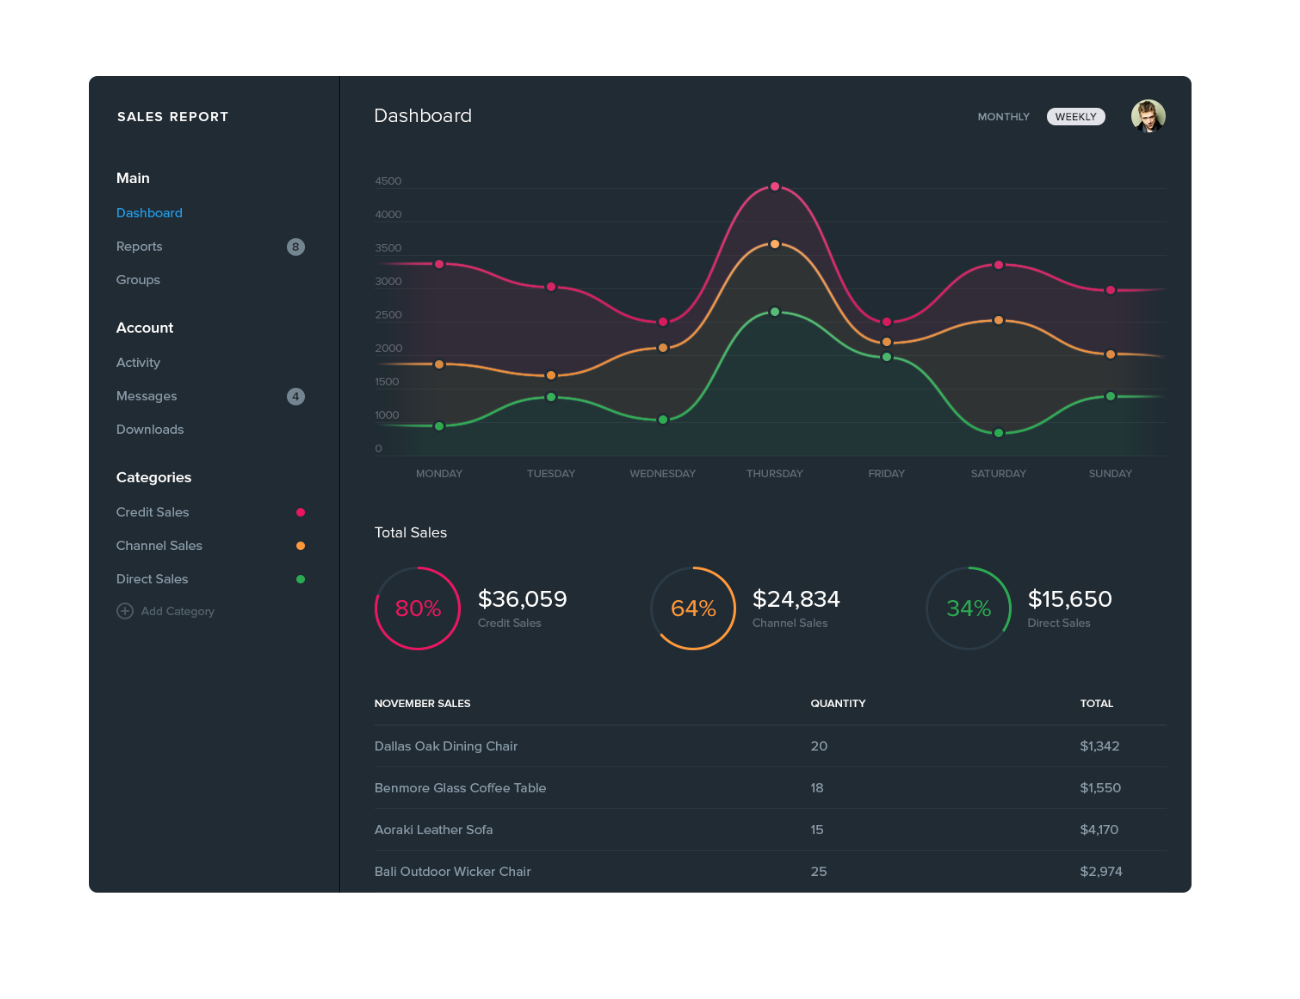 SALES REPORT
Main
Dashboard
Reports 8
Groups
Account
Activity
Messages 4
Downloads
Categories
Credit Sales
Channel Sales
Direct Sales
Add Category
Dashboard
MONTHLY WEEKLY
4500
4000
3500
3000
2500
2000
1500
1000
0
MONDAY TUESDAY WEDNESDAY THURSDAY FRIDAY SATURDAY SUNDAY
Total Sales
80% $36,059
Credit Sales
64% $24,834
Channel Sales
34% $15,650
Direct Sales
NOVEMBER SALES QUANTITY TOTAL
Dallas Oak Dining Chair 20 $1,342
Benmore Glass Coffee Table 18 $1,550
Aoraki Leather Sofa 15 $4,170
Bali Outdoor Wicker Chair 25 $2,974